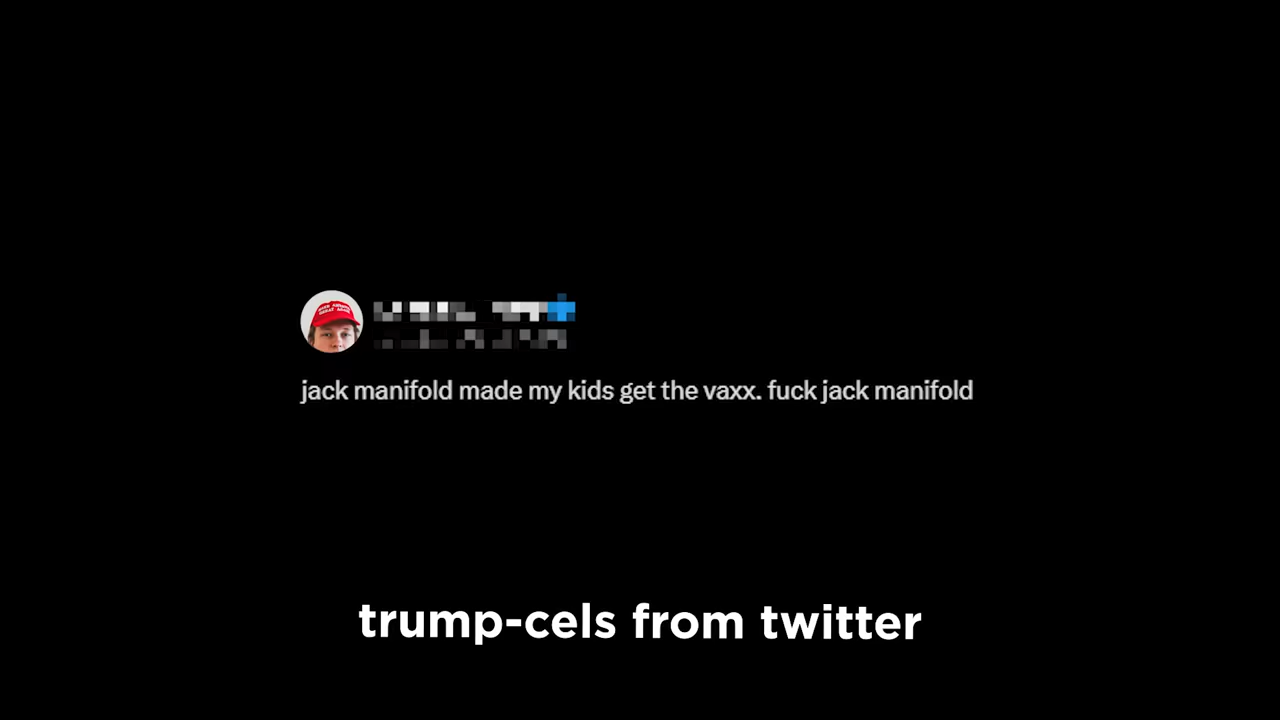 jack manifold made my kids get the vaxx. fuck jack manifold
trump-cels from twitter